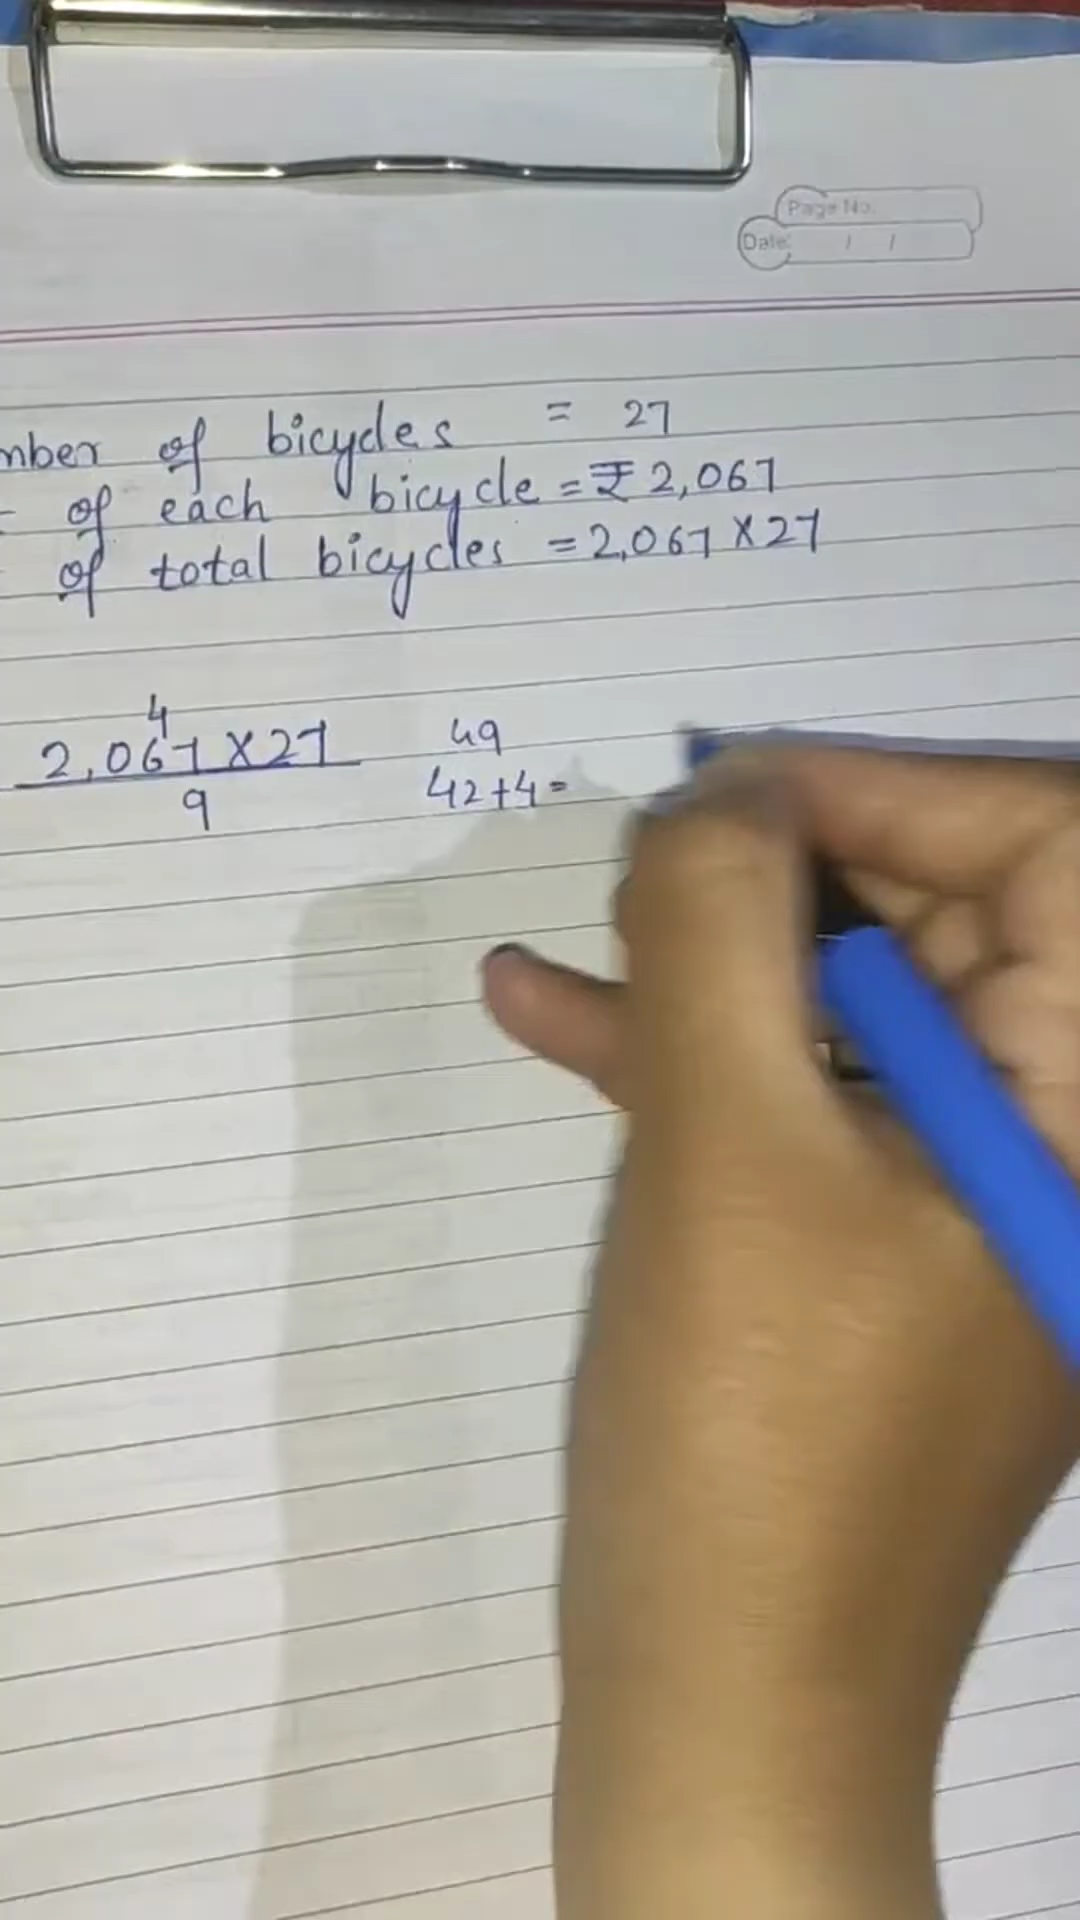 Page No.
Date: / /
mber of bicycles = 27
of each bicycle = ₹ 2,067
of total bicycles = 2,067 × 27
4
2,067 × 27 49
9 42+4=